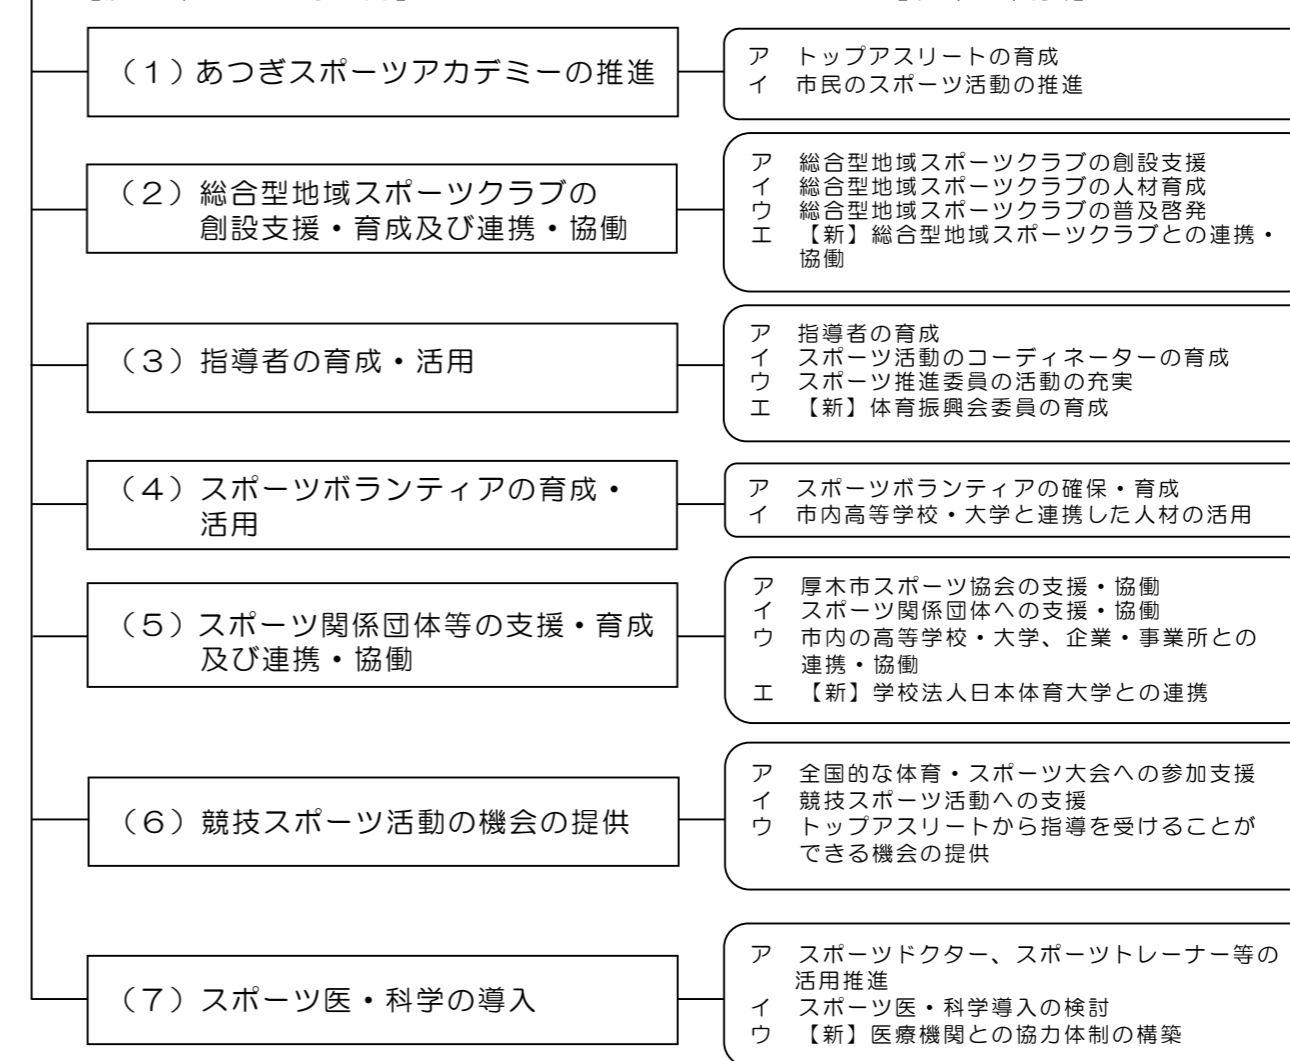 （１）あつぎスポーツアカデミーの推進
ア　トップアスリートの育成
イ　市民のスポーツ活動の推進
（２）総合型地域スポーツクラブの
創設支援・育成及び連携・協働
ア　総合型地域スポーツクラブの創設支援
イ　総合型地域スポーツクラブの人材育成
ウ　総合型地域スポーツクラブの普及啓発
エ　【新】総合型地域スポーツクラブとの連携・
協働
（３）指導者の育成・活用
ア　指導者の育成
イ　スポーツ活動のコーディネーターの育成
ウ　スポーツ推進委員の活動の充実
エ　【新】体育振興会委員の育成
（４）スポーツボランティアの育成・
活用
ア　スポーツボランティアの確保・育成
イ　市内高等学校・大学と連携した人材の活用
（５）スポーツ関係団体等の支援・育成
及び連携・協働
ア　厚木市スポーツ協会の支援・協働
イ　スポーツ関係団体への支援・協働
ウ　市内の高等学校・大学、企業・事業所との
連携・協働
エ　【新】学校法人日本体育大学との連携
（６）競技スポーツ活動の機会の提供
ア　全国的な体育・スポーツ大会への参加支援
イ　競技スポーツ活動への支援
ウ　トップアスリートから指導を受けることが
できる機会の提供
（７）スポーツ医・科学の導入
ア　スポーツドクター、スポーツトレーナー等の
活用推進
イ　スポーツ医・科学導入の検討
ウ　【新】医療機関との協力体制の構築